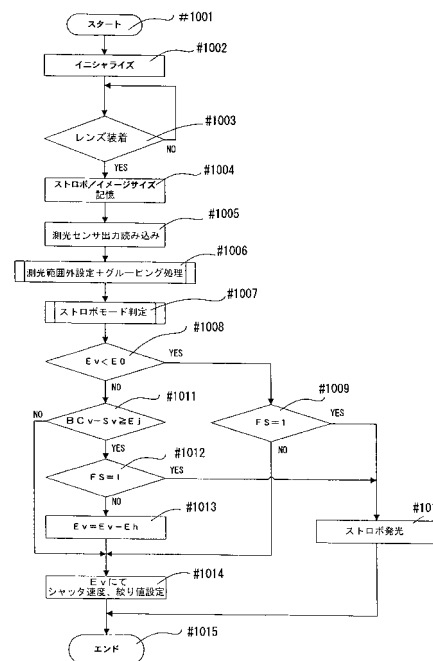 スタート
#1001
#1002
イニシャライズ
#1003
レンズ装着
NO
YES
#1004
ストロボ/イメージサイズ
記憶
#1005
測光センサ出力読み込み
#1006
測光範囲外設定+グルーピング処理
#1007
ストロボモード判定
#1008
Ev<E0
YES
NO
#1009
#1011
FS=1
YES
NO
NO
BCv-Sv≧Ej
#1012
YES
FS=1
YES
NO
#1013
Ev=Ev-Eh
ストロボ発光
#1014
Evにて
シャッタ速度、絞り値設定
#1015
エンド